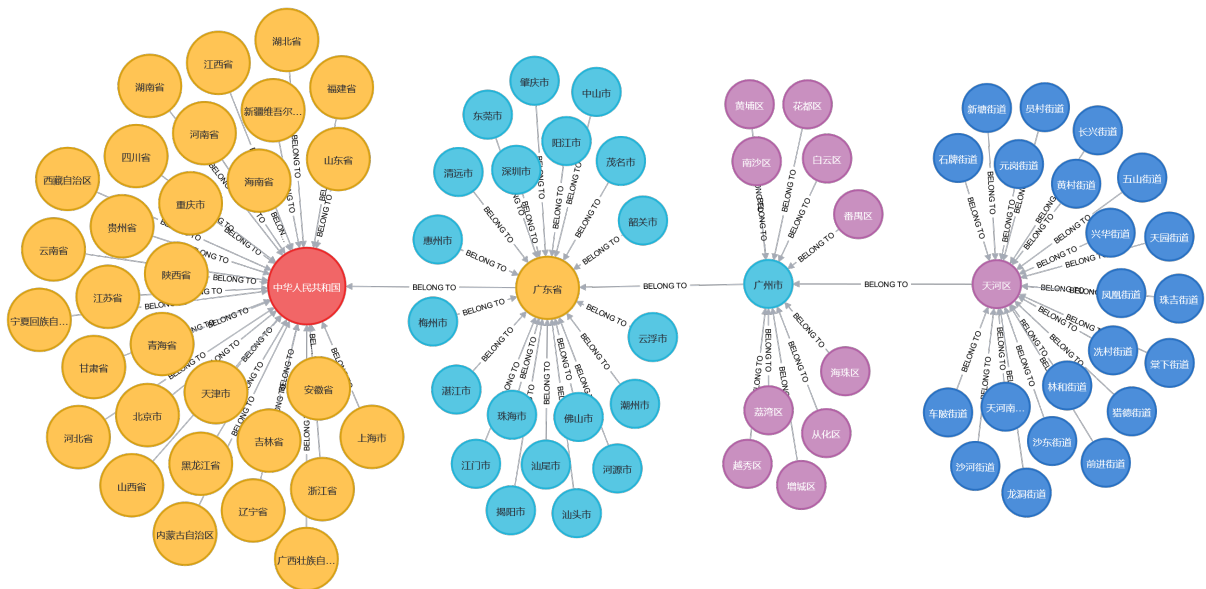 湖北省
江西省
湖南省
福建省
新疆维吾尔...
河南省
四川省
山东省
海南省
西藏自治区
重庆市
贵州省
云南省
陕西省
江苏省
宁夏回族自...
中华人民共和国
青海省
甘肃省
天津市
安徽省
北京市
河北省
吉林省
上海市
黑龙江省
山西省
浙江省
辽宁省
内蒙古自治区
广西壮族自...
BELONG TO
肇庆市
中山市
东莞市
阳江市
茂名市
清远市
深圳市
韶关市
惠州市
广东省
梅州市
云浮市
湛江市
潮州市
珠海市
佛山市
江门市
汕尾市
河源市
揭阳市
汕头市
BELONG TO
黄埔区
花都区
南沙区
白云区
番禺区
广州市
海珠区
荔湾区
从化区
越秀区
增城区
BELONG TO
新塘街道
员村街道
长兴街道
石牌街道
元岗街道
黄村街道
五山街道
兴华街道
天园街道
天河区
凤凰街道
珠吉街道
冼村街道
棠下街道
林和街道
车陂街道
天河南...
猎德街道
沙东街道
沙河街道
前进街道
龙洞街道